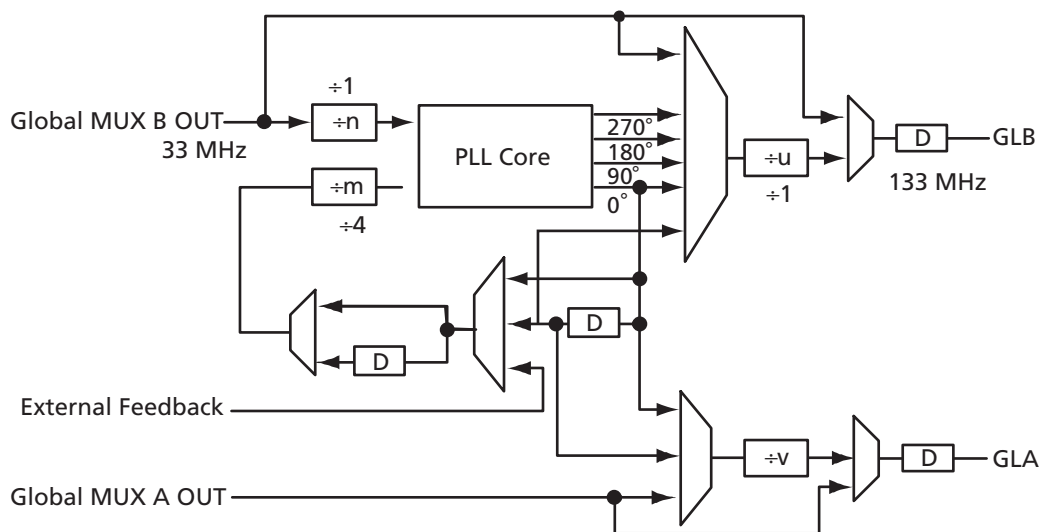 ÷1
Global MUX B OUT
÷n
33 MHz
PLL Core
270°
180°
90°
0°
÷u
÷1
D
GLB
133 MHz
÷m
÷4
D
D
External Feedback
÷v
D
GLA
Global MUX A OUT